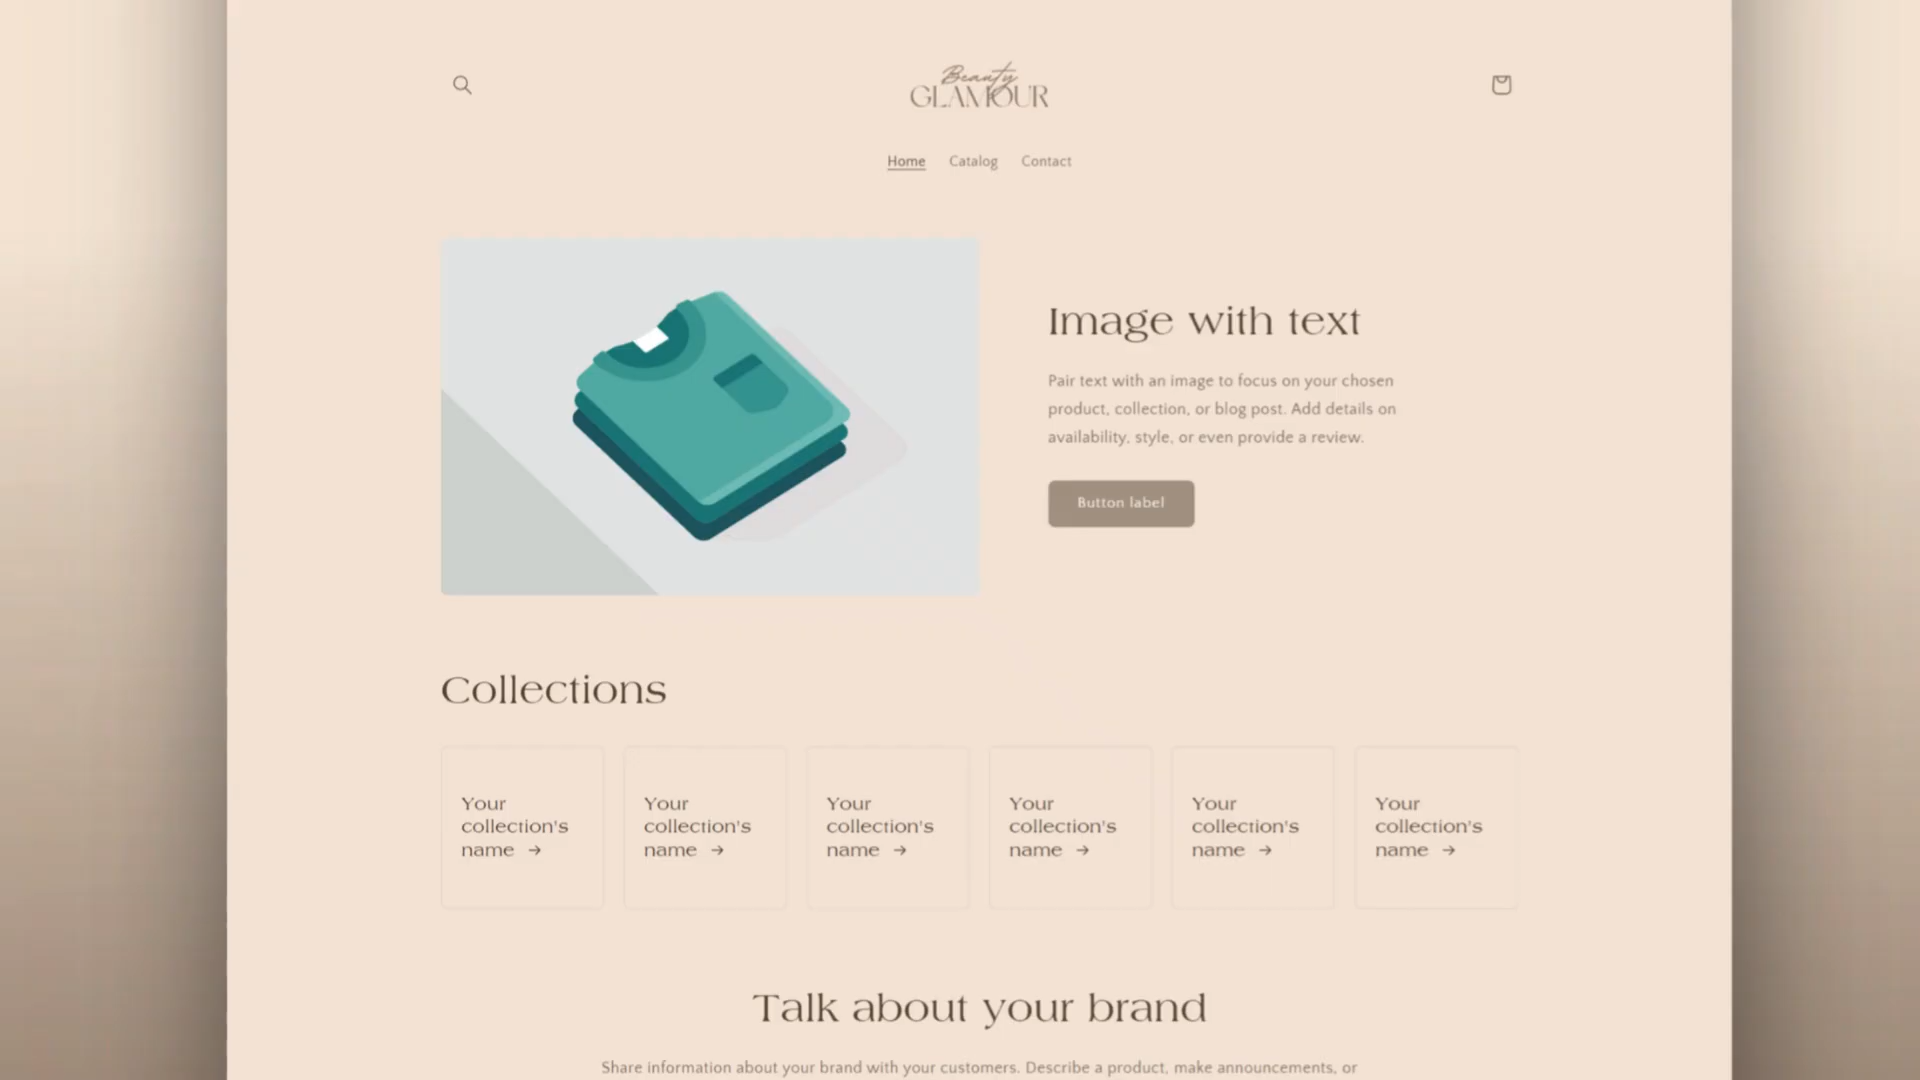 Beauty
GLAMOUR
Home Catalog Contact
Image with text
Pair text with an image to focus on your chosen
product, collection, or blog post. Add details on
availability, style, or even provide a review.
Button label
Collections
Your
collection's
name →
Your
collection's
name →
Your
collection's
name →
Your
collection's
name →
Your
collection's
name →
Your
collection's
name →
Talk about your brand
Share information about your brand with your customers. Describe a product, make announcements, or